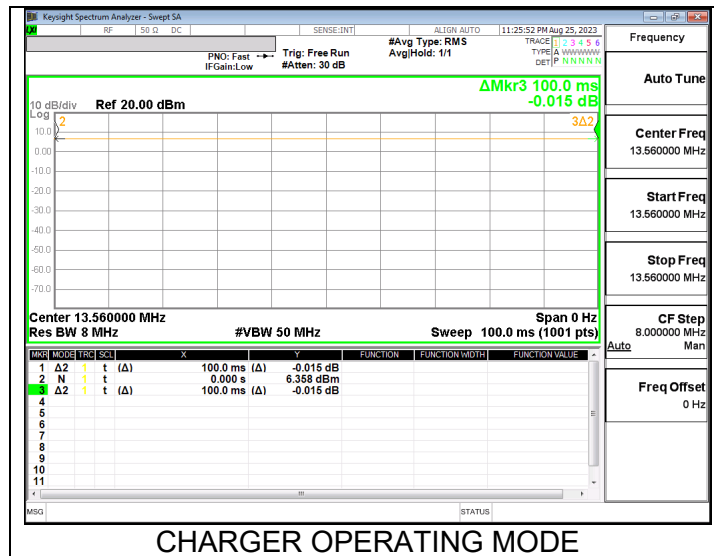 Keysight Spectrum Analyzer - Swept SA
LXI RF 50 Ω DC SENSE:INT ALIGN AUTO 11:25:52 PM Aug 25, 2023
PNO: Fast Trig: Free Run #Avg Type: RMS TRACE 1 2 3 4 5 6
IFGain:Low #Atten: 30 dB Avg|Hold: 1/1 TYPE A WWWWW
DET P N N N N N
ΔMkr3 100.0 ms
-0.015 dB
10 dB/div Ref 20.00 dBm
Log
2 3Δ2
10.0
0.00
-10.0
-20.0
-30.0
-40.0
-50.0
-60.0
-70.0
Center 13.560000 MHz Span 0 Hz
Res BW 8 MHz #VBW 50 MHz Sweep 100.0 ms (1001 pts)
MKR MODE TRC SCL X Y FUNCTION FUNCTION WIDTH FUNCTION VALUE
1 Δ2 1 t (Δ) 100.0 ms (Δ) -0.015 dB
2 N 1 t 0.000 s 6.358 dBm
3 Δ2 1 t (Δ) 100.0 ms (Δ) -0.015 dB
4
5
6
7
8
9
10
11
MSG STATUS
Frequency
Auto Tune
Center Freq
13.560000 MHz
Start Freq
13.560000 MHz
Stop Freq
13.560000 MHz
CF Step
8.000000 MHz
Auto Man
Freq Offset
0 Hz
CHARGER OPERATING MODE